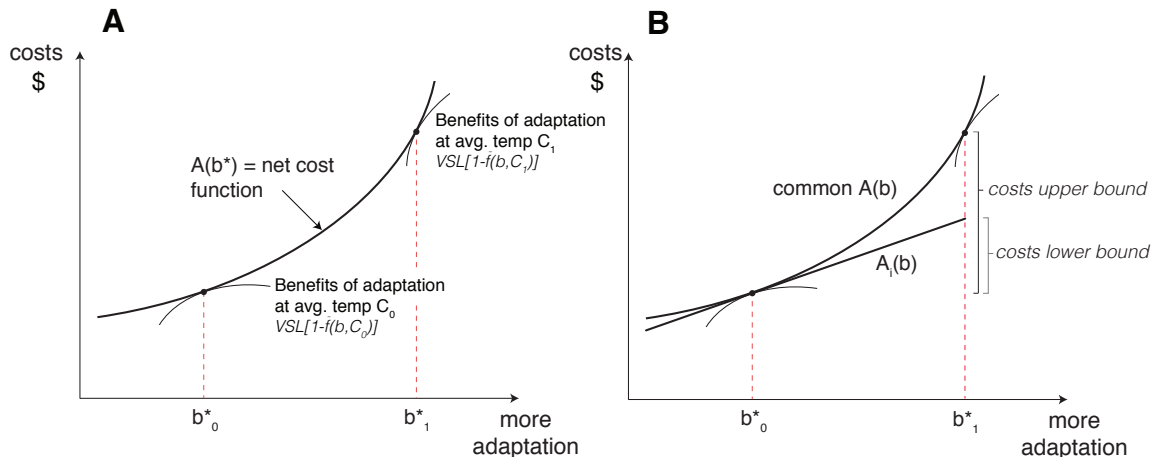 A
costs
$
A(b*) = net cost
function
Benefits of adaptation
at avg. temp C₁
VSL[1-f̃(b,C₁)]
Benefits of adaptation
at avg. temp C₀
VSL[1-f̃(b,C₀)]
b*₀
b*₁
more
adaptation
B
costs
$
common A(b)
Aᵢ(b)
costs upper bound
costs lower bound
b*₀
b*₁
more
adaptation